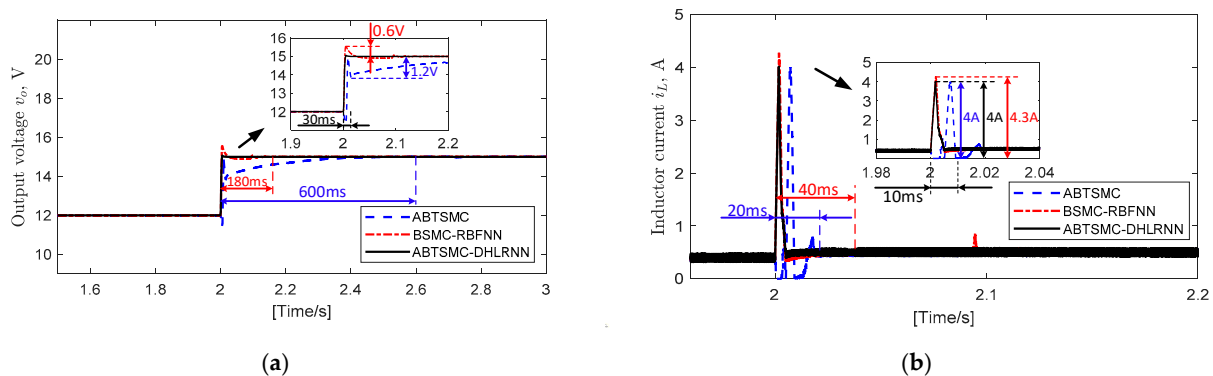 Output voltage v_o, V
20
18
16
14
12
10
1.6
1.8
2
2.2
2.4
2.6
2.8
3
[Time/s]
16
15
14
13
12
1.9
2
2.1
2.2
0.6V
1.2V
30ms
180ms
600ms
ABTSMC
BSMC-RBFNN
ABTSMC-DHLRNN
(a)
Inductor current i_L, A
5
4
3
2
1
0
2
2.1
2.2
[Time/s]
5
4
3
2
1
1.98
2
2.02
2.04
4A
4A
4.3A
10ms
40ms
20ms
ABTSMC
BSMC-RBFNN
ABTSMC-DHLRNN
(b)